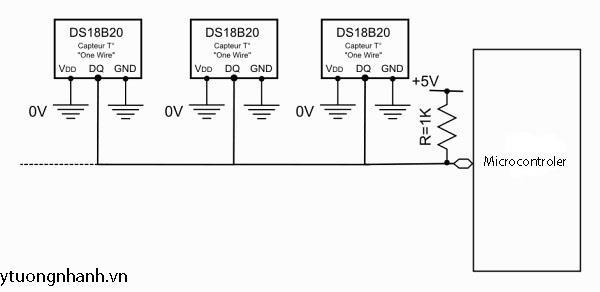 DS18B20
Capteur T°
"One Wire"
VDD DQ GND
0V
DS18B20
Capteur T°
"One Wire"
VDD DQ GND
0V
DS18B20
Capteur T°
"One Wire"
VDD DQ GND
0V
+5V
R=1K
Microcontroler
ytuongnhanh.vn